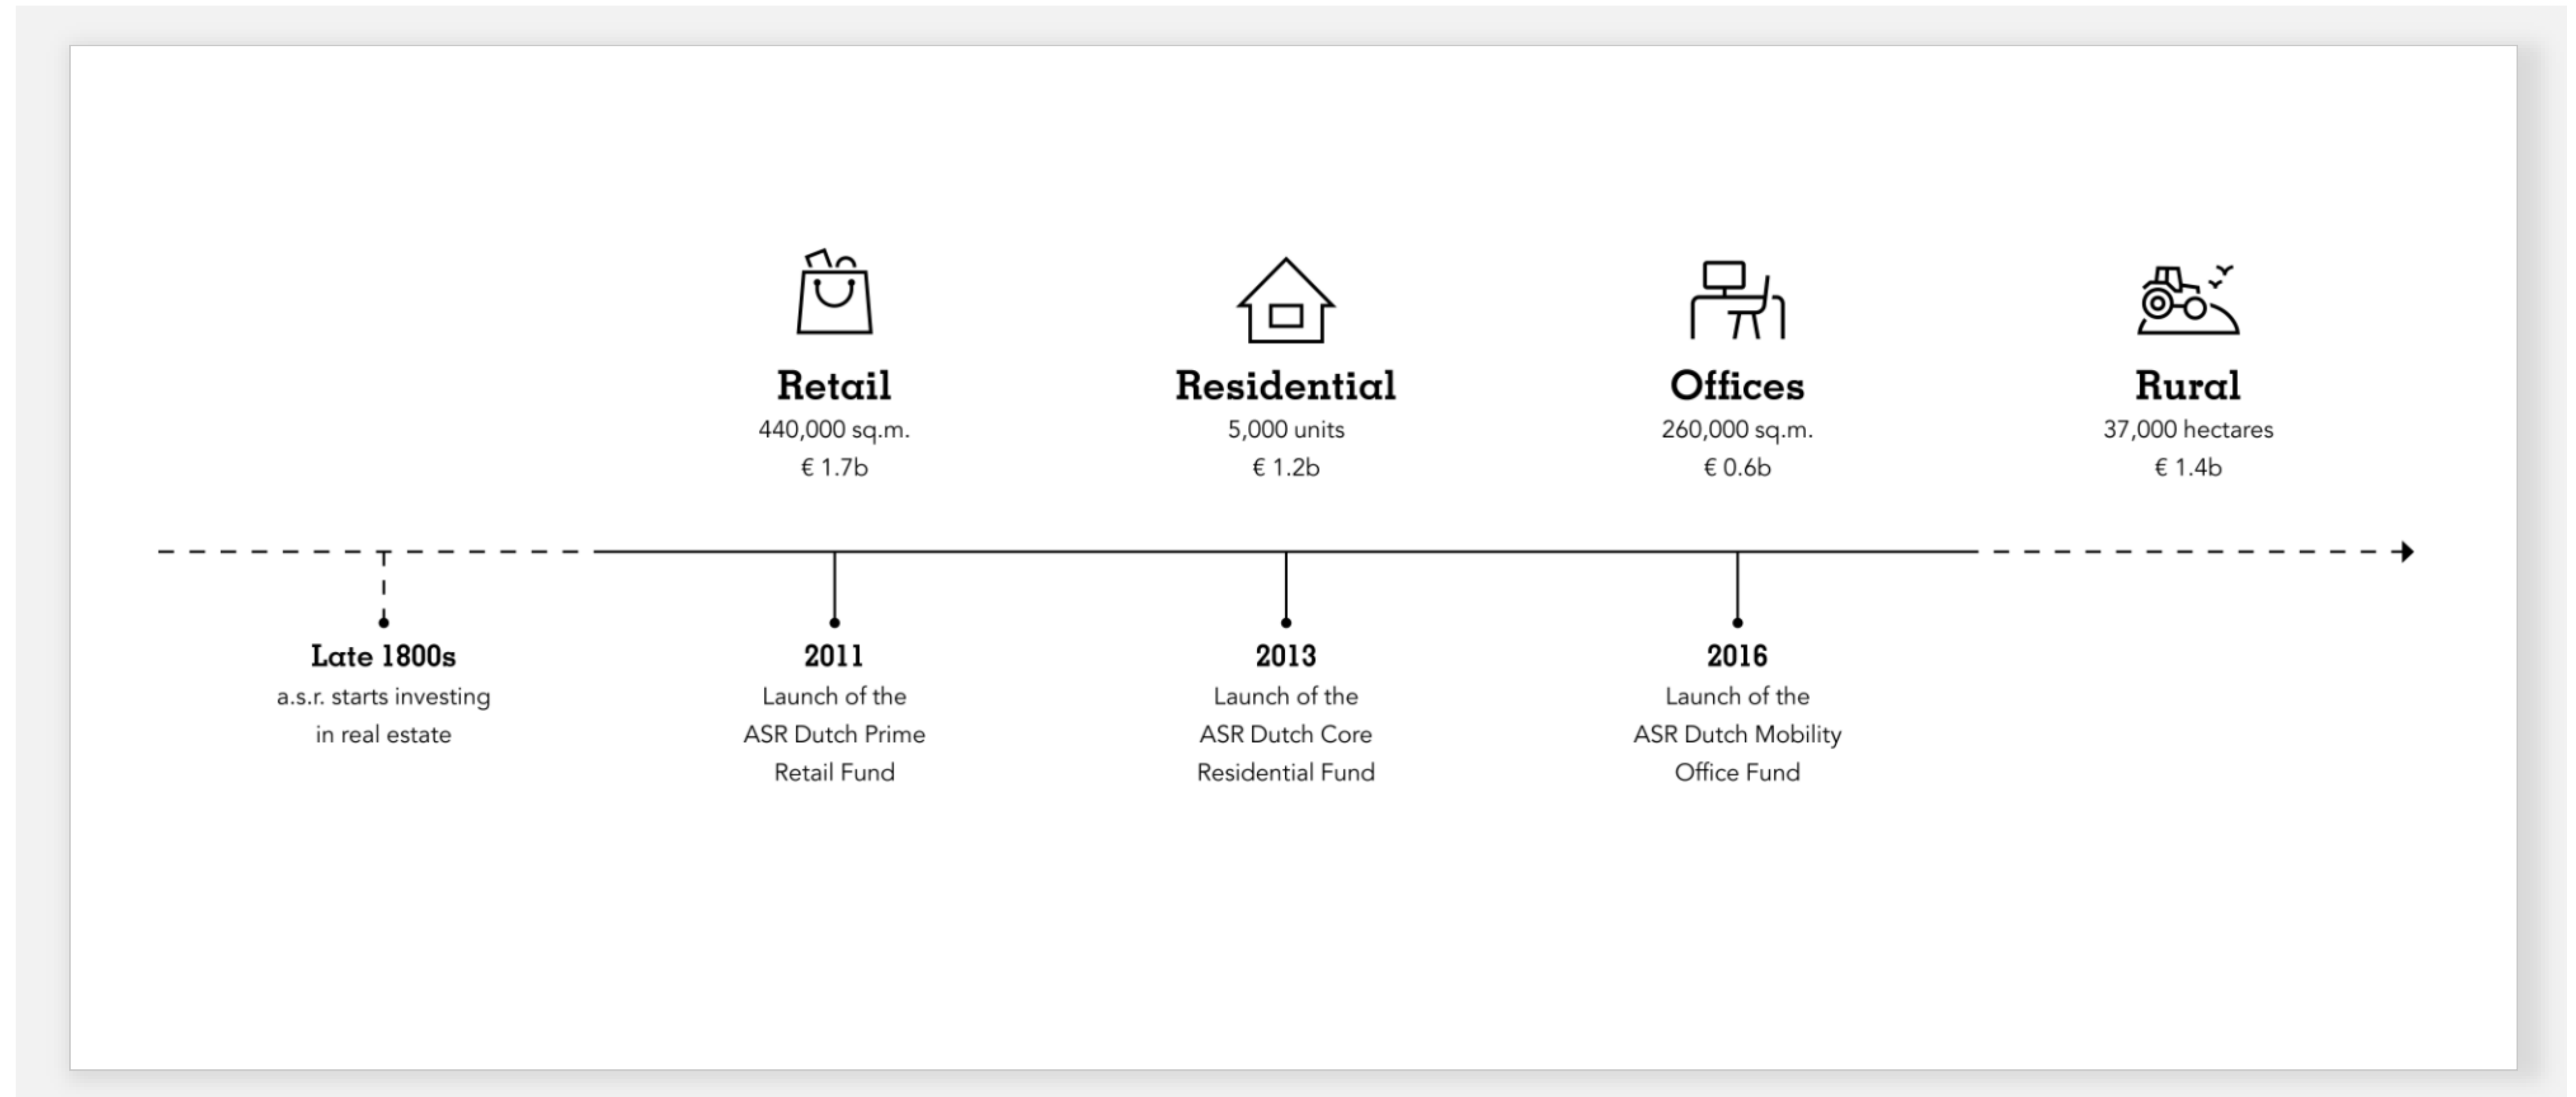 Retail
440,000 sq.m.
€ 1.7b
Residential
5,000 units
€ 1.2b
Offices
260,000 sq.m.
€ 0.6b
Rural
37,000 hectares
€ 1.4b
Late 1800s
a.s.r. starts investing
in real estate
2011
Launch of the
ASR Dutch Prime
Retail Fund
2013
Launch of the
ASR Dutch Core
Residential Fund
2016
Launch of the
ASR Dutch Mobility
Office Fund